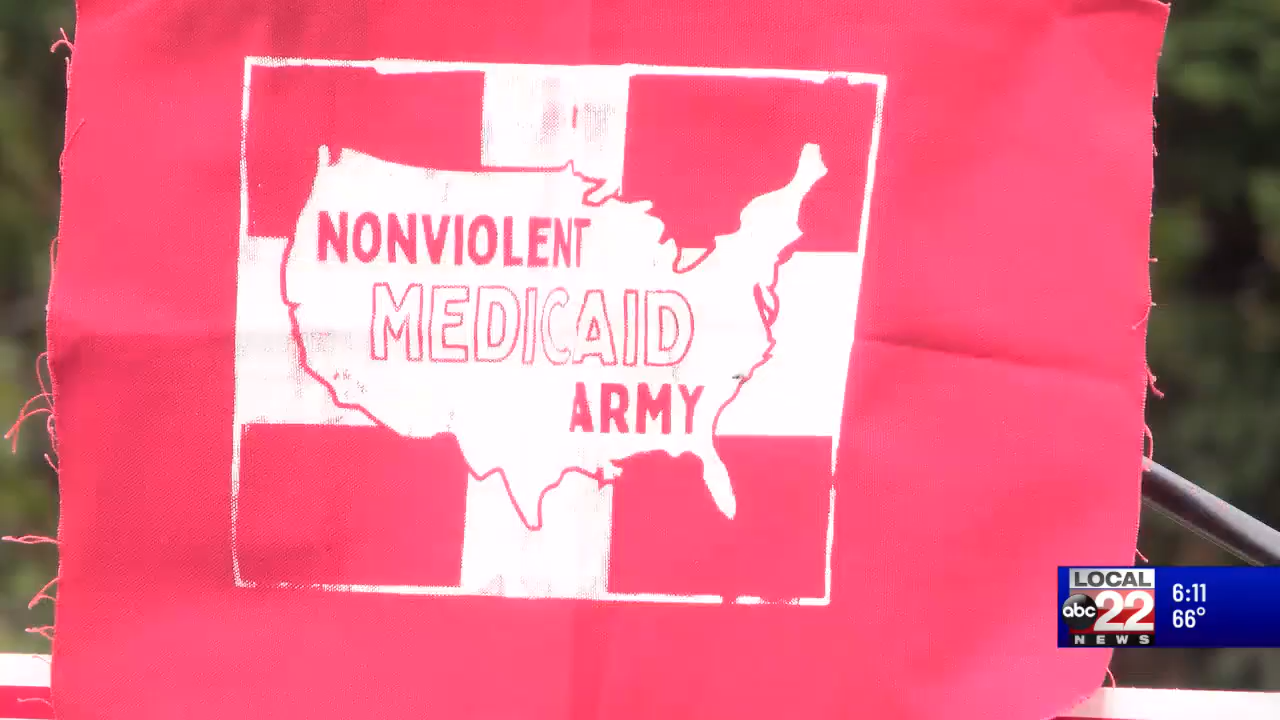 NONVIOLENT
MEDICAID
ARMY
LOCAL
abc 22
NEWS
6:11
66°